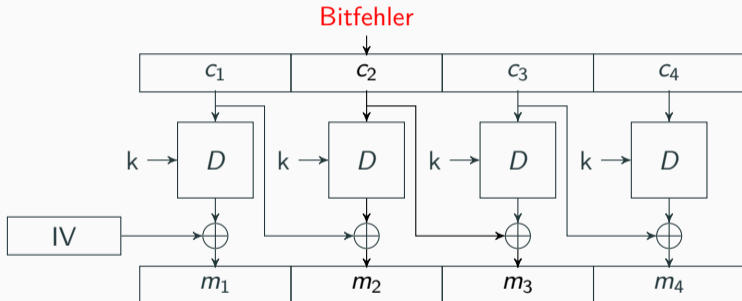 Bitfehler
c₁ c₂ c₃ c₄
k D k D k D k D
IV
m₁ m₂ m₃ m₄